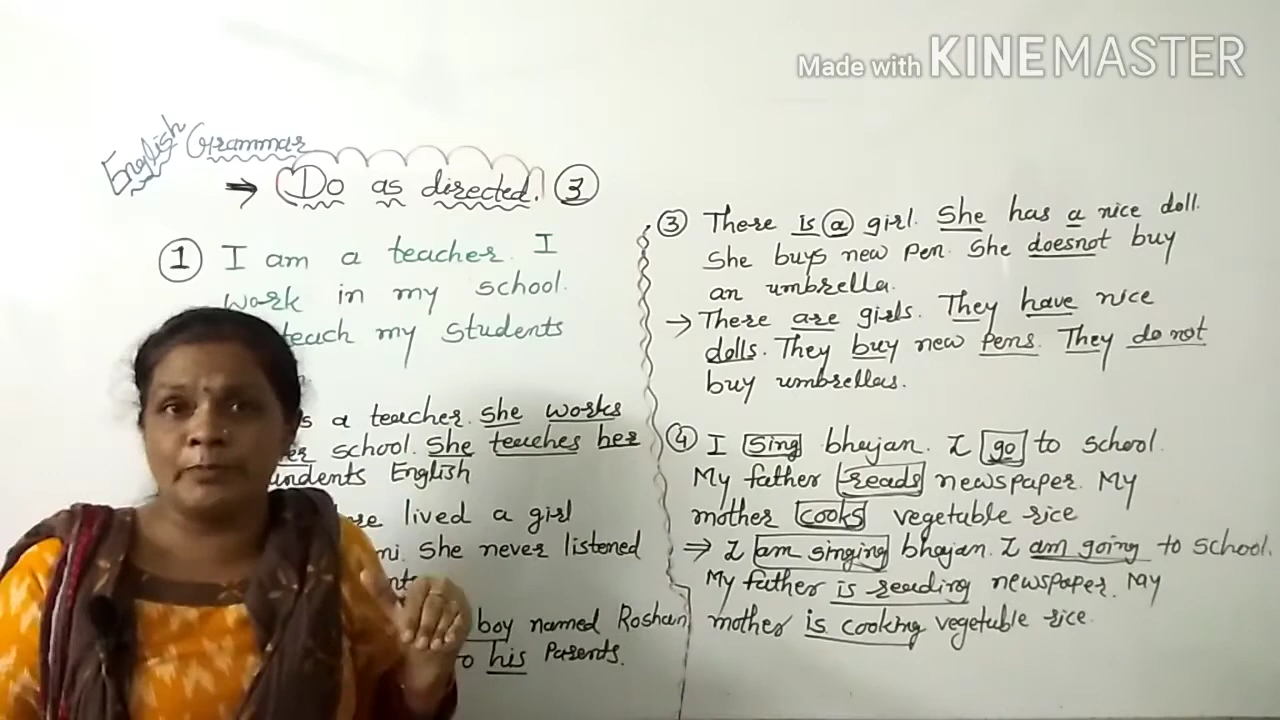 Made with KINEMASTER
English Grammar
→ Do as directed. ③
① I am a teacher. I
work in my school.
teach my students
a teacher. She works
school. She teaches her
English
lived a girl
She never listened
boy named Roshan
his Parents.
③ There is a girl. She has a nice doll.
She buys new pen. She doesnot buy
an umbrella.
→ There are girls. They have nice
dolls. They buy new pens. They do not
buy umbrellas.
④ I sing bhajan. I go to school.
My father reads newspaper. My
mother cooks vegetable rice
⇒ I am singing bhajan. I am going to school.
My father is reading newspaper. My
mother is cooking vegetable rice.